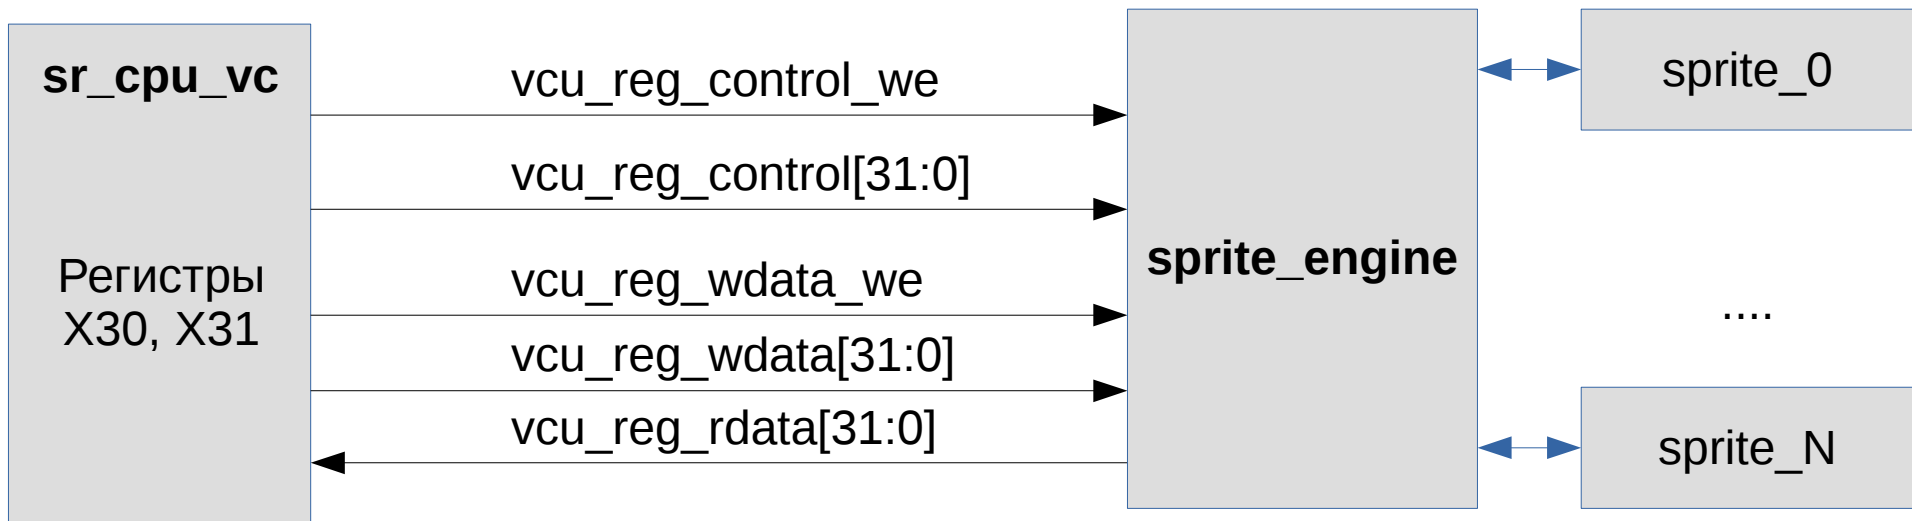 sr_cpu_vc
Регистры
X30, X31
vcu_reg_control_we
vcu_reg_control[31:0]
vcu_reg_wdata_we
vcu_reg_wdata[31:0]
vcu_reg_rdata[31:0]
sprite_engine
sprite_0
....
sprite_N